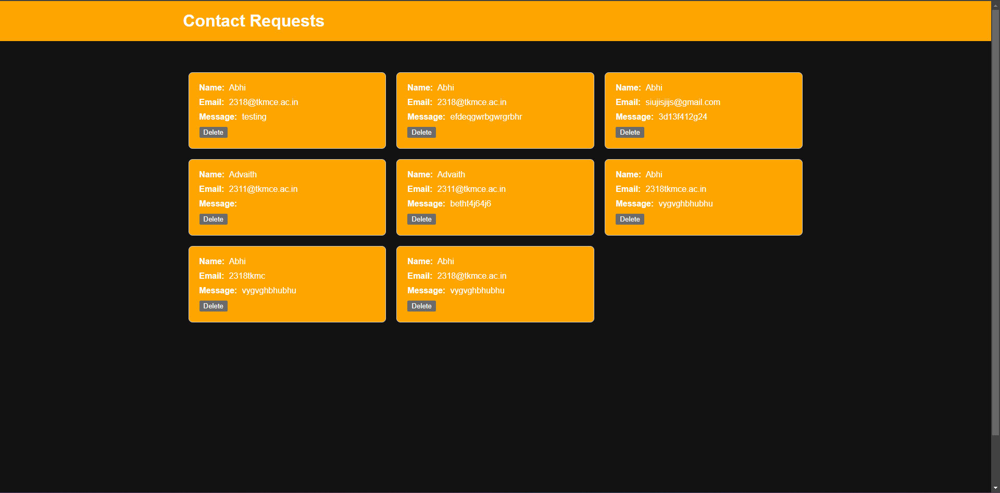 Contact Requests
Name: Abhi
Email: 2318@tkmce.ac.in
Message: testing
Delete
Name: Abhi
Email: 2318@tkmce.ac.in
Message: efdeqgwrbgwrgrbhr
Delete
Name: Abhi
Email: siujisjijs@gmail.com
Message: 3d13f412g24
Delete
Name: Advaith
Email: 2311@tkmce.ac.in
Message:
Delete
Name: Advaith
Email: 2311@tkmce.ac.in
Message: betht4j64j6
Delete
Name: Abhi
Email: 2318tkmce.ac.in
Message: vygvghbhubhu
Delete
Name: Abhi
Email: 2318tkmc
Message: vygvghbhubhu
Delete
Name: Abhi
Email: 2318@tkmce.ac.in
Message: vygvghbhubhu
Delete